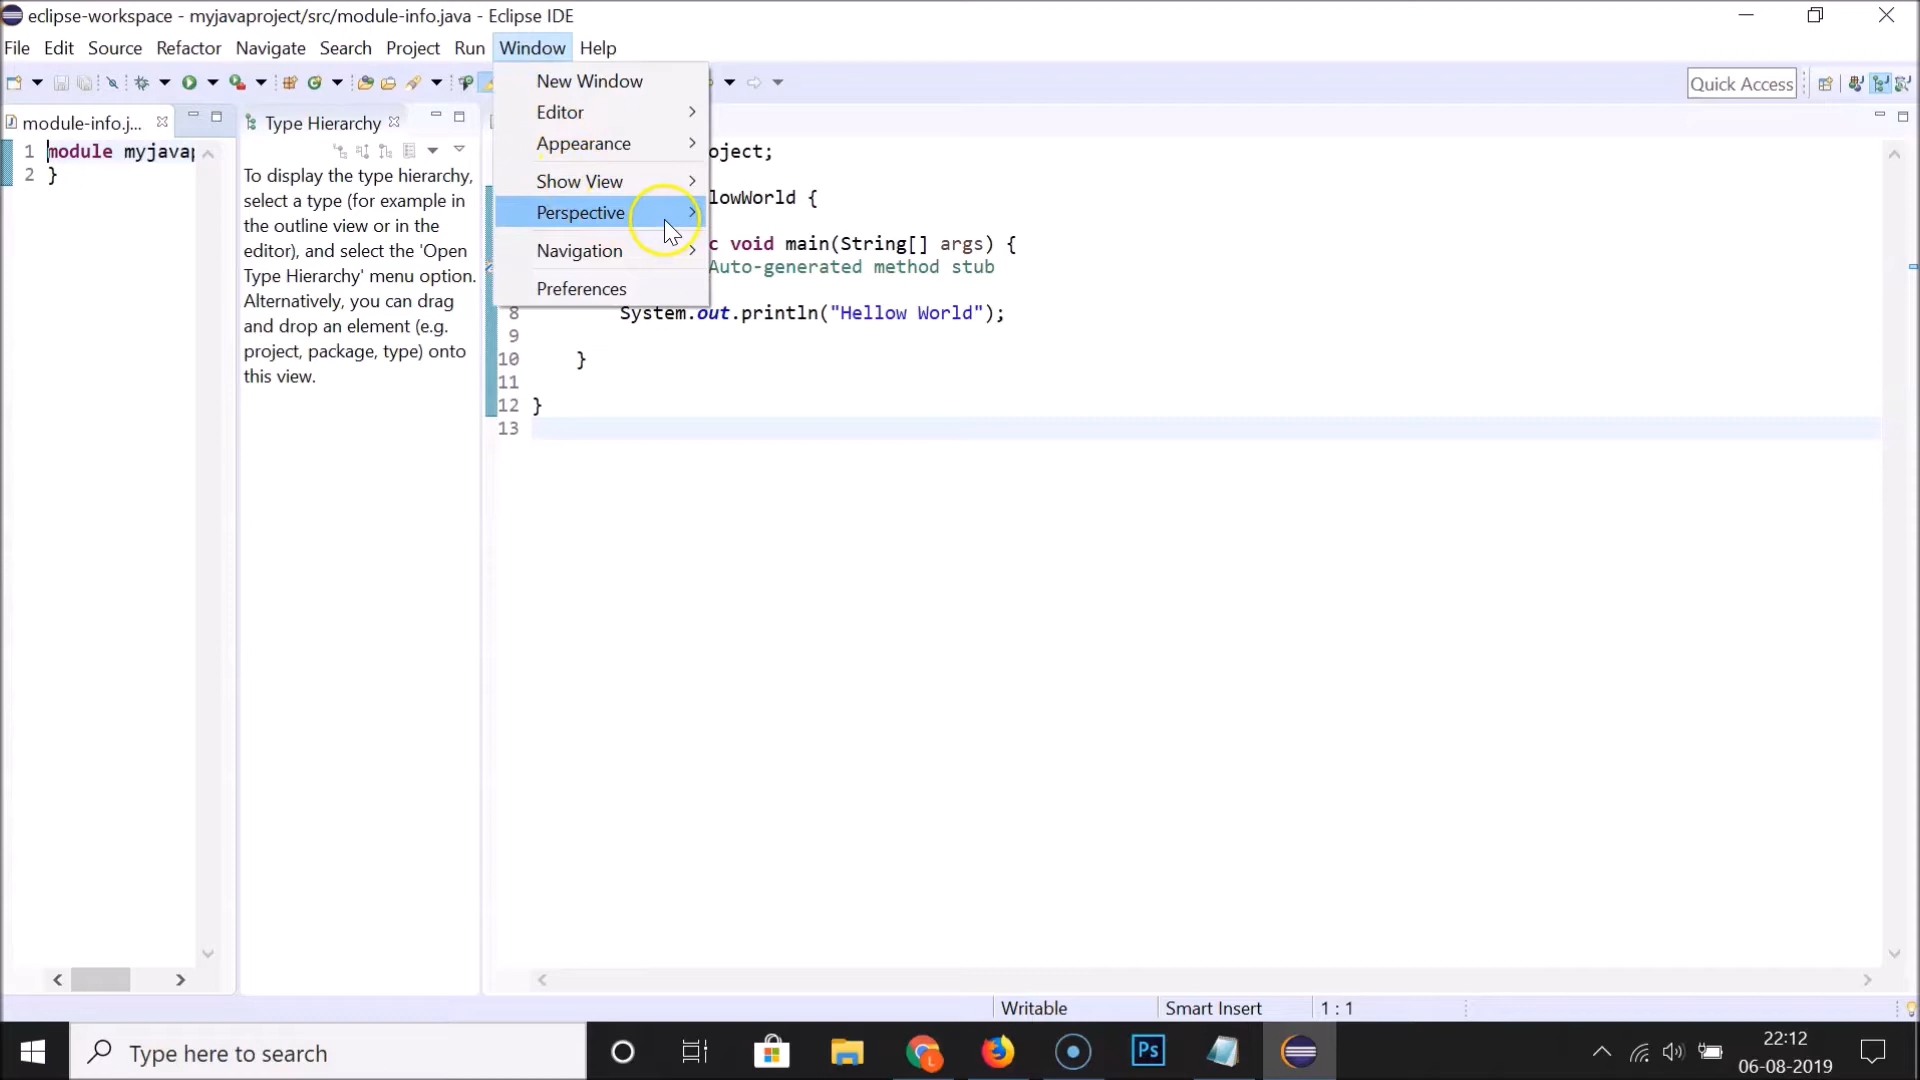 eclipse-workspace - myjavaproject/src/module-info.java - Eclipse IDE
File Edit Source Refactor Navigate Search Project Run Window Help
Quick Access
module-info.j...
1 module myjavap
2 }
Type Hierarchy
To display the type hierarchy,
select a type (for example in
the outline view or in the
editor), and select the 'Open
Type Hierarchy' menu option.
Alternatively, you can drag
and drop an element (e.g.
project, package, type) onto
this view.
New Window
Editor
Appearance
Show View
Perspective
Navigation
Preferences
oject;
lowWorld {
c void main(String[] args) {
Auto-generated method stub
8 System.out.println("Hellow World");
9
10 }
11
12 }
13
Writable Smart Insert 1 : 1
Type here to search
Ps
22:12
06-08-2019